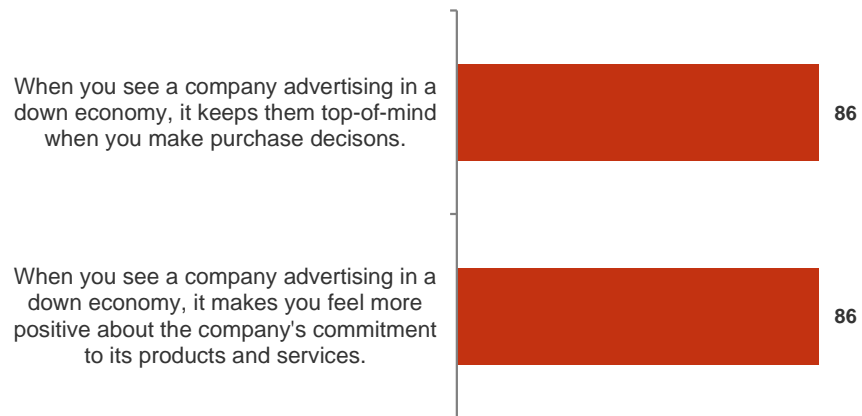 When you see a company advertising in a
down economy, it keeps them top-of-mind
when you make purchase decisons.
86
When you see a company advertising in a
down economy, it makes you feel more
positive about the company's commitment
to its products and services.
86